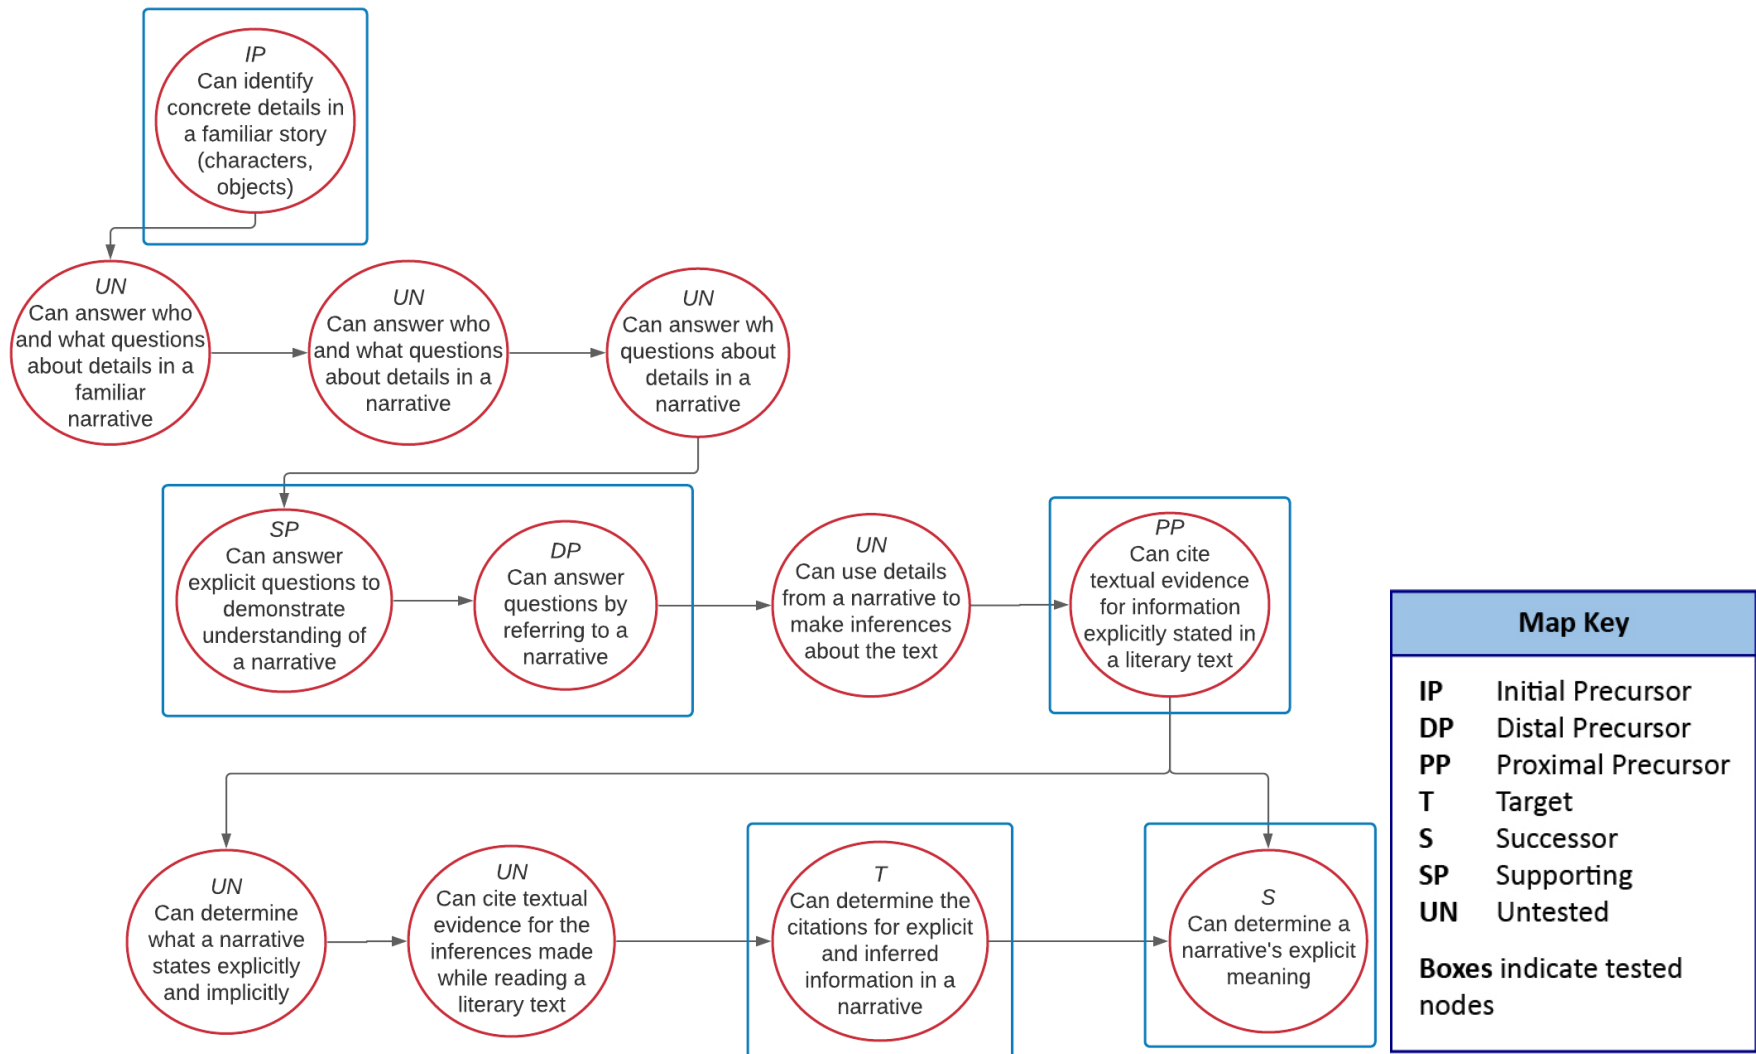 IP
Can identify
concrete details in
a familiar story
(characters,
objects)
UN
Can answer who
and what questions
about details in a
familiar
narrative
UN
Can answer who
and what questions
about details in a
narrative
UN
Can answer wh
questions about
details in a
narrative
SP
Can answer
explicit questions to
demonstrate
understanding of
a narrative
DP
Can answer
questions by
referring to a
narrative
UN
Can use details
from a narrative to
make inferences
about the text
PP
Can cite
textual evidence
for information
explicitly stated in
a literary text
UN
Can determine
what a narrative
states explicitly
and implicitly
UN
Can cite textual
evidence for the
inferences made
while reading a
literary text
T
Can determine the
citations for explicit
and inferred
information in a
narrative
S
Can determine a
narrative's explicit
meaning
Map Key
IP Initial Precursor
DP Distal Precursor
PP Proximal Precursor
T Target
S Successor
SP Supporting
UN Untested
Boxes indicate tested
nodes